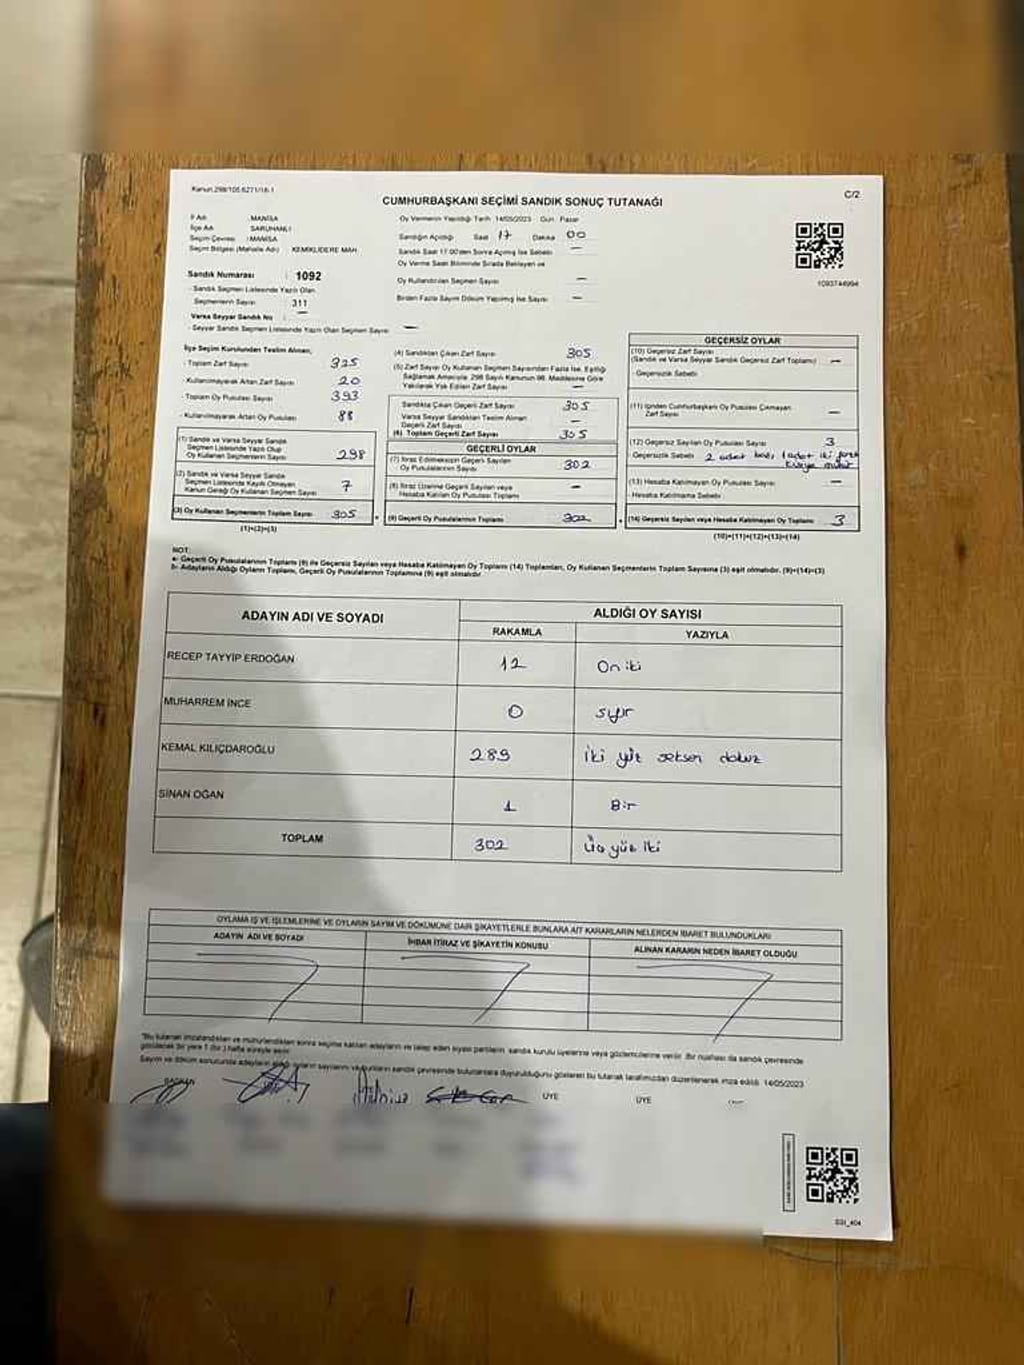 Kanun.298/105.6271/16-1
C/2
CUMHURBAŞKANI SEÇİMİ SANDIK SONUÇ TUTANAĞI
İl Adı : MANİSA
İlçe Adı : SARUHANLI
Seçim Çevresi : MANİSA
Seçim Bölgesi (Mahalle Adı) : KEMİKLİDERE MAH.
Sandık Numarası : 1092
- Sandık Seçmen Listesinde Yazılı Olan
Seçmenlerin Sayısı : 311
Varsa Seyyar Sandık No : —
- Seyyar Sandık Seçmen Listesinde Yazılı Olan Seçmen Sayısı : —
Oy Vermenin Yapıldığı Tarih 14/05/2023 Gün : Pazar
Sandığın Açıldığı Saat 17 Dakika 00
Sandık Saat 17.00'den Sonra Açılmış İse Sebebi —
Oy Verme Saati Bitiminde Sırada Bekleyen ve
Oy Kullandırılan Seçmen Sayısı —
Birden Fazla Sayım Döküm Yapılmış İse Sayısı —
1093744994
İlçe Seçim Kurulundan Teslim Alınan;
- Toplam Zarf Sayısı 325
- Kullanılmayarak Artan Zarf Sayısı 20
- Toplam Oy Pusulası Sayısı 393
- Kullanılmayarak Artan Oy Pusulası 88
(1) Sandık ve Varsa Seyyar Sandık
Seçmen Listesinde Yazılı Olup
Oy Kullanan Seçmenlerin Sayısı 298
(2) Sandık ve Varsa Seyyar Sandık
Seçmen Listesinde Kayıtlı Olmayan
Kanun Gereği Oy Kullanan Seçmen Sayısı 7
(3) Oy Kullanan Seçmenlerin Toplam Sayısı 305
(1)+(2)=(3)
(4) Sandıktan Çıkan Zarf Sayısı 305
(5) Zarf Sayısı Oy Kullanan Seçmen Sayısından Fazla İse, Eşitliği
Sağlamak Amacıyla, 298 Sayılı Kanunun 98. Maddesine Göre
Yakılarak Yok Edilen Zarf Sayısı —
Sandıkta Çıkan Geçerli Zarf Sayısı 305
Varsa Seyyar Sandıktan Teslim Alınan
Geçerli Zarf Sayısı —
(6) Toplam Geçerli Zarf Sayısı 305
GEÇERLİ OYLAR
(7) İtiraz Edilmeksizin Geçerli Sayılan
Oy Pusulalarının Sayısı 302
(8) İtiraz Üzerine Geçerli Sayılan veya
Hesaba Katılan Oy Pusulası Toplamı —
(9) Geçerli Oy Pusulalarının Toplamı 302
GEÇERSİZ OYLAR
(10) Geçersiz Zarf Sayısı
(Sandık ve Varsa Seyyar Sandık Geçersiz Zarf Toplamı) —
- Geçersizlik Sebebi
(11) İçinden Cumhurbaşkanı Oy Pusulası Çıkmayan
Zarf Sayısı —
(12) Geçersiz Sayılan Oy Pusulası Sayısı 3
- Geçersizlik Sebebi 2 adet boş, 1 adet iki farklı
kişiye mühür
(13) Hesaba Katılmayan Oy Pusulası Sayısı —
- Hesaba Katılmama Sebebi
(14) Geçersiz Sayılan veya Hesaba Katılmayan Oy Toplamı 3
(10)+(11)+(12)+(13)=(14)
NOT:
a- Geçerli Oy Pusulalarının Toplamı (9) ile Geçersiz Sayılan veya Hesaba Katılmayan Oy Toplamı (14) Toplamları, Oy Kullanan Seçmenlerin Toplam Sayısına (3) eşit olmalıdır. (9)+(14)=(3)
b- Adayların Aldığı Oyların Toplamı, Geçerli Oy Pusulalarının Toplamına (9) eşit olmalıdır.
ADAYIN ADI VE SOYADI
ALDIĞI OY SAYISI
RAKAMLA YAZIYLA
RECEP TAYYİP ERDOĞAN 12 On iki
MUHARREM İNCE 0 sıfır
KEMAL KILIÇDAROĞLU 289 iki yüz seksen dokuz
SİNAN OĞAN 1 Bir
TOPLAM 302 Üç yüz iki
OYLAMA İŞ VE İŞLEMLERİNE VE OYLARIN SAYIM VE DÖKÜMÜNE DAİR ŞİKAYETLERLE BUNLARA AİT KARARLARIN NELERDEN İBARET BULUNDUKLARI
ADAYIN ADI VE SOYADI
İHBAR İTİRAZ VE ŞİKAYETİN KONUSU
ALINAN KARARIN NEDEN İBARET OLDUĞU
"Bu tutanak imzalandıktan ve mühürlendikten sonra seçime katılan adayların ve talep eden siyasi partilerin sandık kurulu üyelerine veya gözlemcilerine verilir. Bir nüshası da sandık çevresinde
görülebilir bir yere 1 (bir) hafta süreyle asılır."
Sayım ve döküm sonucunda adayların aldığı oyların sayılarını ve bunların sandık çevresinde bulunanlara duyurulduğunu gösteren bu tutanak tarafımızdan düzenlenerek imza edildi. 14/05/2023
BAŞKAN
ÜYE
ÜYE